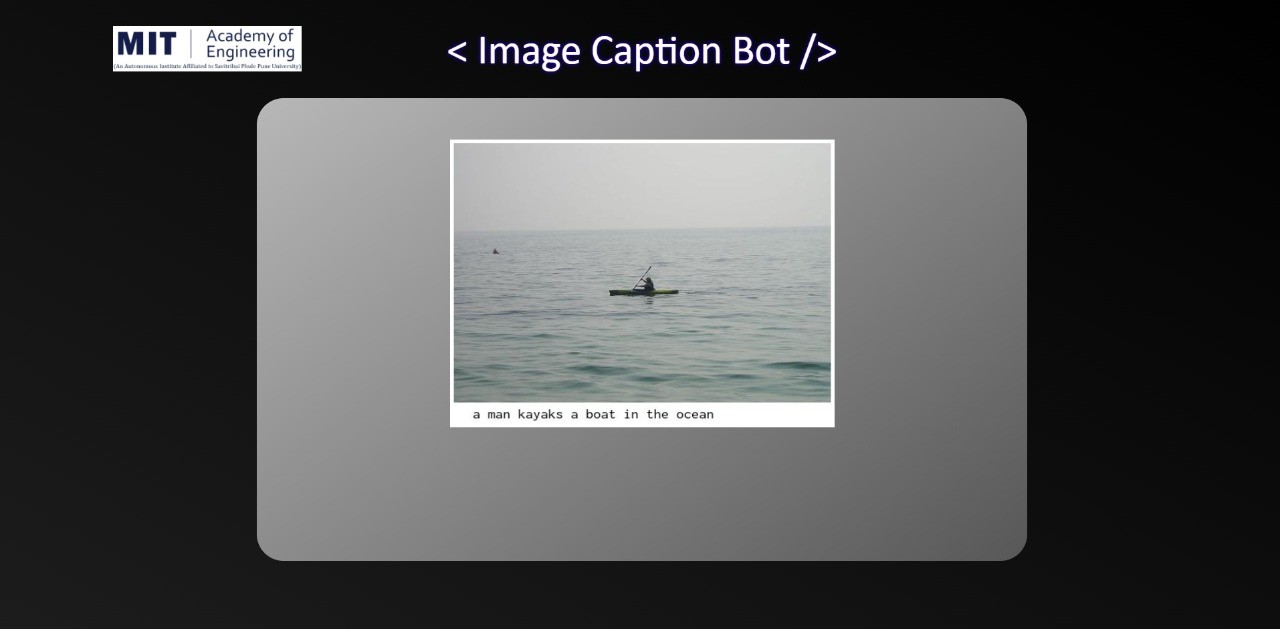 MIT
Academy of
Engineering
(An Autonomous Institute Affiliated to Savitribai Phule Pune University)
< Image Caption Bot />
a man kayaks a boat in the ocean